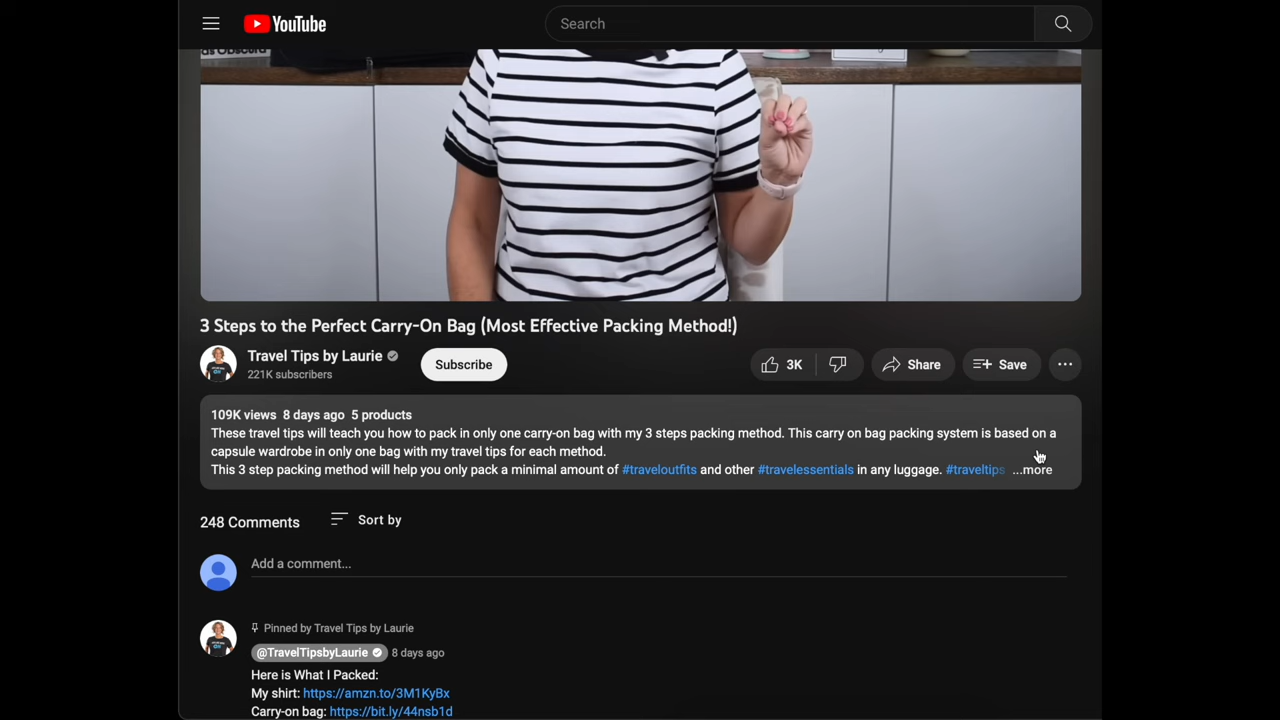 YouTube
Search
3 Steps to the Perfect Carry-On Bag (Most Effective Packing Method!)
Travel Tips by Laurie
221K subscribers
Subscribe
3K
Share
Save
109K views 8 days ago 5 products
These travel tips will teach you how to pack in only one carry-on bag with my 3 steps packing method. This carry on bag packing system is based on a
capsule wardrobe in only one bag with my travel tips for each method.
This 3 step packing method will help you only pack a minimal amount of #traveloutfits and other #travelessentials in any luggage. #traveltips ...more
248 Comments
Sort by
Add a comment...
Pinned by Travel Tips by Laurie
@TravelTipsbyLaurie 8 days ago
Here is What I Packed:
My shirt: https://amzn.to/3M1KyBx
Carry-on bag: https://bit.ly/44nsb1d